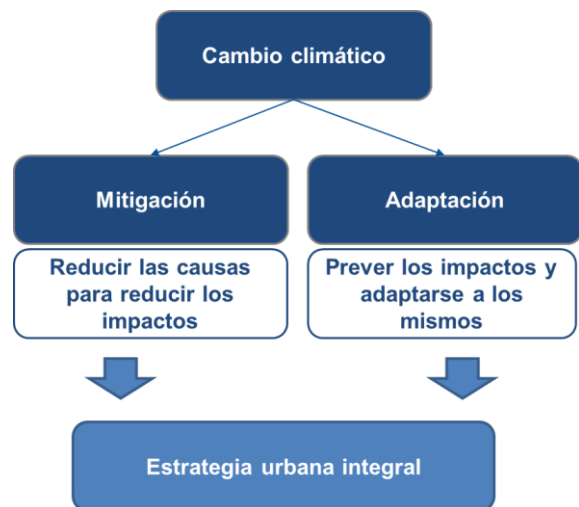 Cambio climático
Mitigación
Adaptación
Reducir las causas
para reducir los
impactos
Prever los impactos y
adaptarse a los
mismos
Estrategia urbana integral